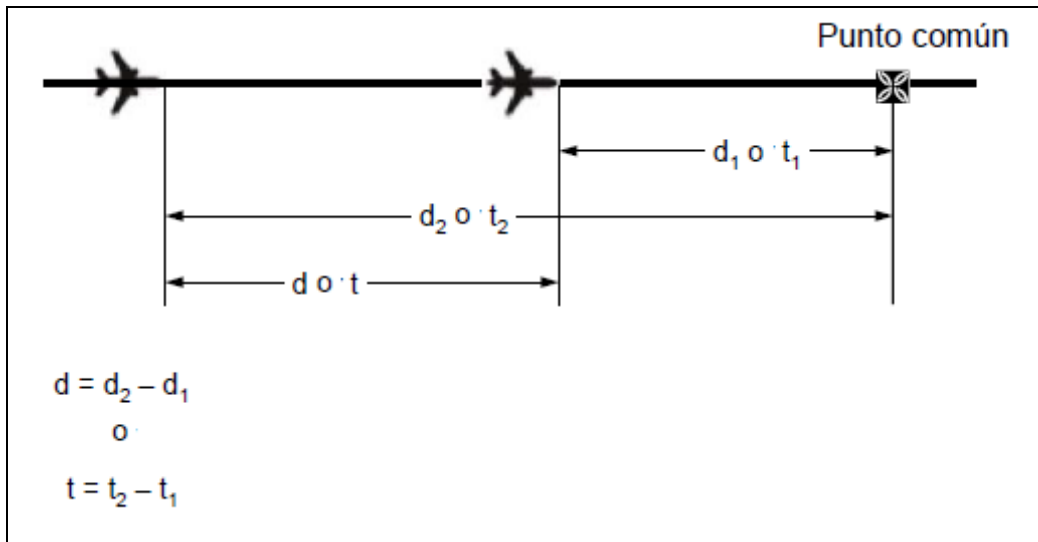 Punto común
d₁ o t₁
d₂ o t₂
d o t
d = d₂ – d₁
o
t = t₂ – t₁